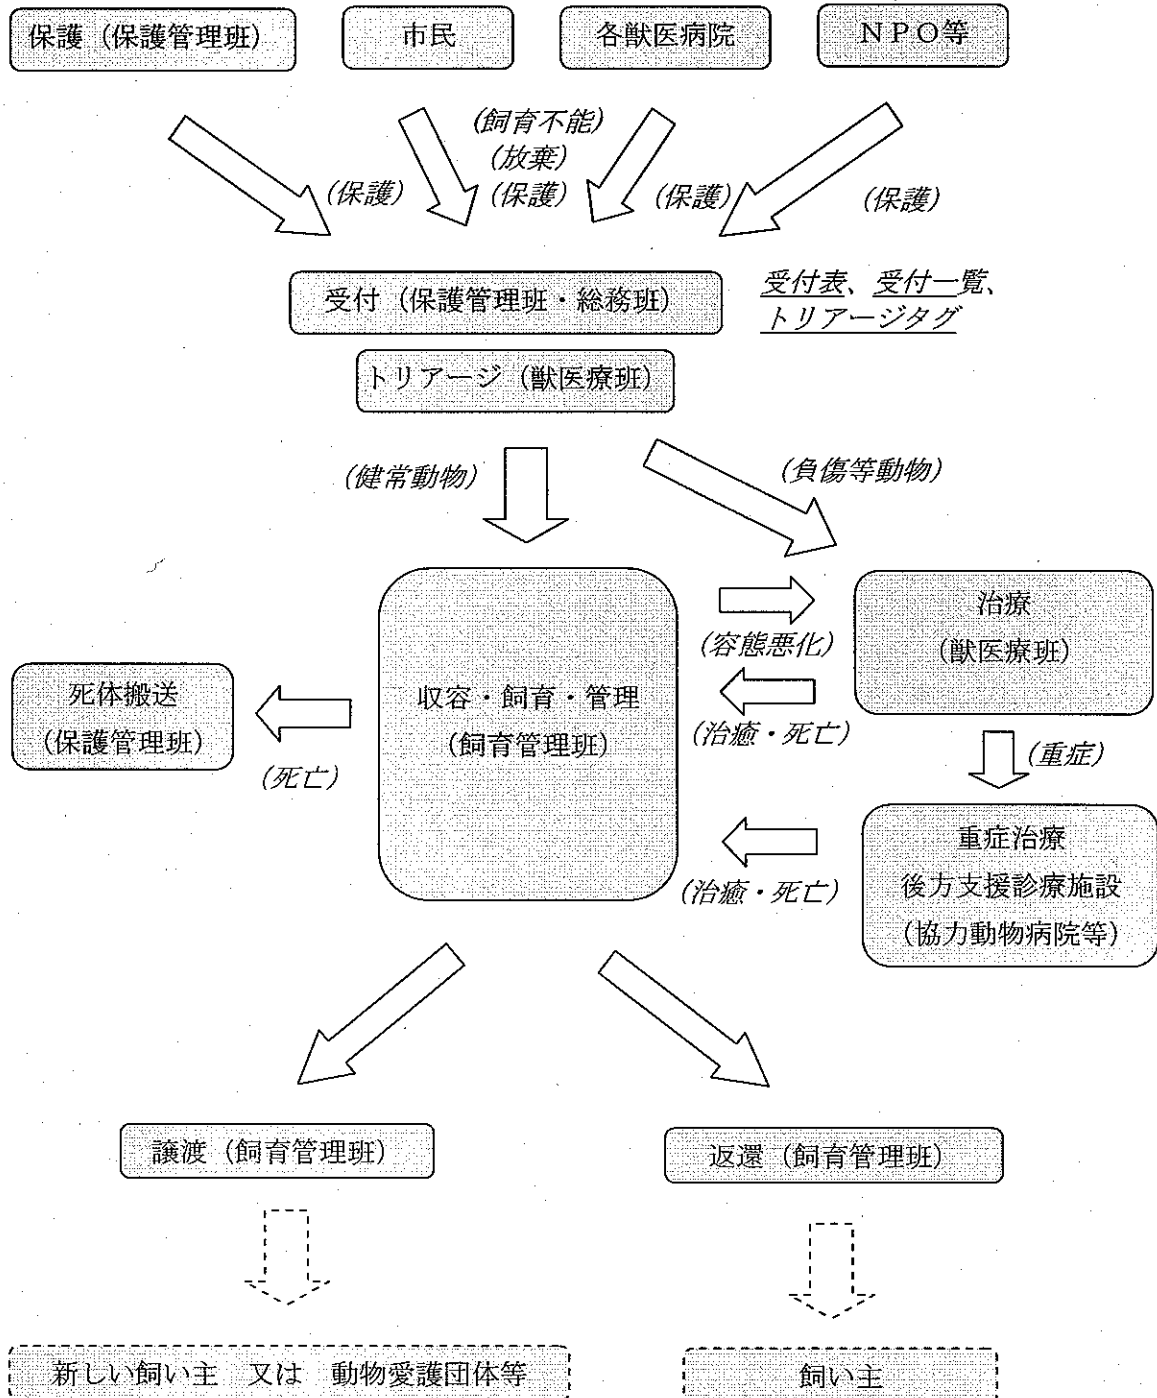 保護（保護管理班）
市民
各獣医病院
ＮＰＯ等
(飼育不能)
(放棄)
(保護)
(保護)
(保護)
(保護)
受付（保護管理班・総務班）
受付表、受付一覧、
トリアージタグ
トリアージ（獣医療班）
(健常動物)
(負傷等動物)
収容・飼育・管理
（飼育管理班）
(容態悪化)
(治癒・死亡)
治療
（獣医療班）
死体搬送
（保護管理班）
(死亡)
(重症)
重症治療
後方支援診療施設
（協力動物病院等）
(治癒・死亡)
譲渡（飼育管理班）
返還（飼育管理班）
新しい飼い主　又は　動物愛護団体等
飼い主